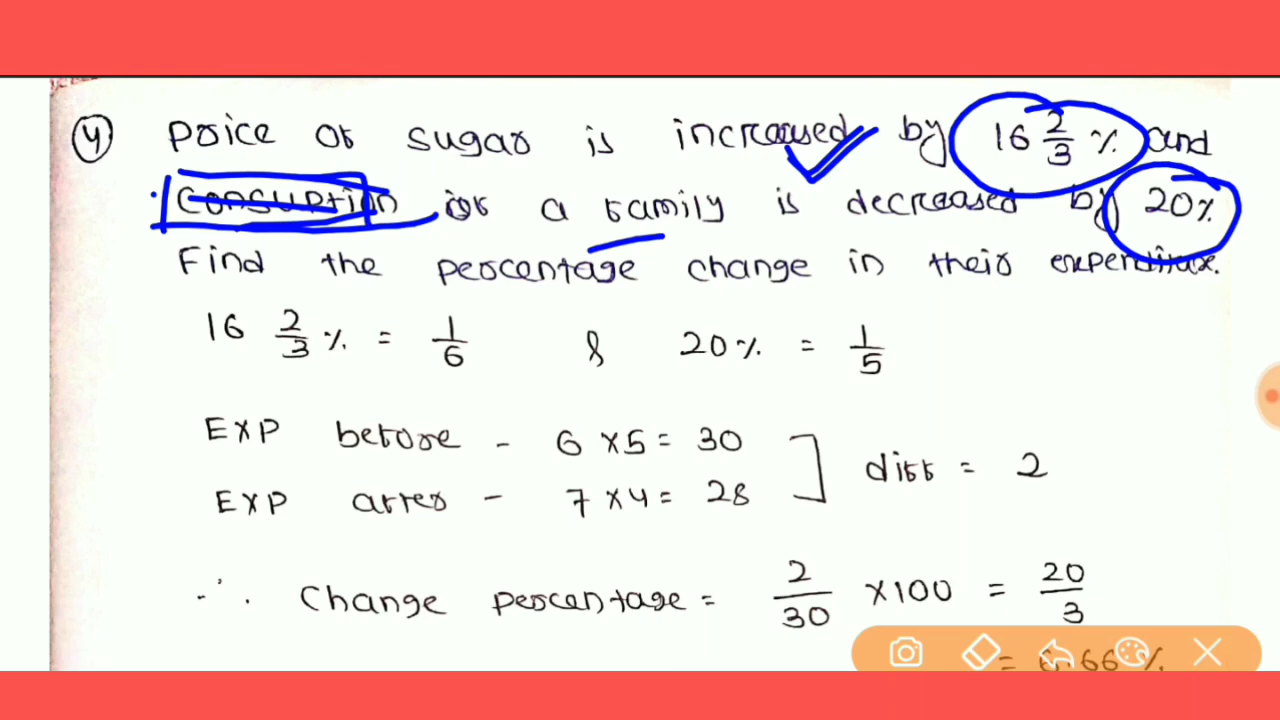 4 Price of sugar is increased by 16 2/3 % and
Consuption for a family is decreased by 20%
Find the percentage change in their expenditure.
16 2/3 % = 1/6 & 20% = 1/5
EXP before - 6 × 5 = 30
EXP after - 7 × 4 = 28 ] diff = 2
∴ Change percentage = 2/30 × 100 = 20/3
= 6.66 %